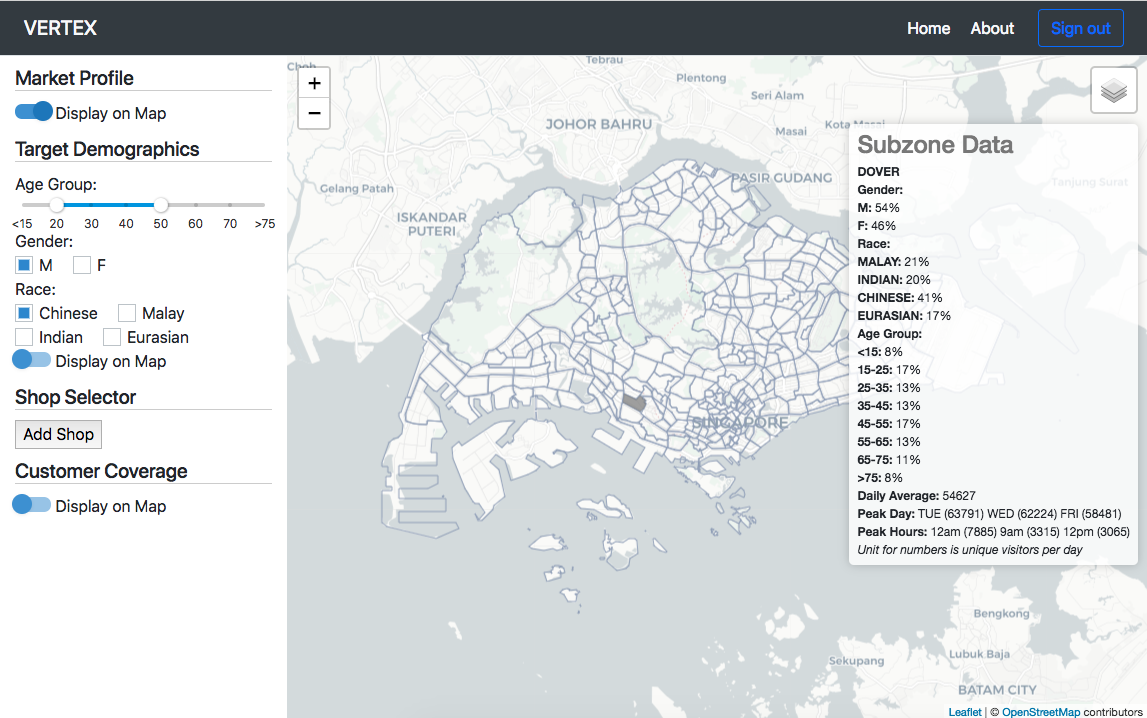 VERTEX
Home About Sign out
Market Profile
Display on Map
Target Demographics
Age Group:
<15 20 30 40 50 60 70 >75
Gender:
M F
Race:
Chinese Malay
Indian Eurasian
Display on Map
Shop Selector
Add Shop
Customer Coverage
Display on Map
+
−
Tebrau
Plentong
Seri Alam
JOHOR BAHRU
Masai
PASIR GUDANG
Gelang Patah
Tanjung Surat
ISKANDAR
PUTERI
SINGAPORE
Subzone Data
DOVER
Gender:
M: 54%
F: 46%
Race:
MALAY: 21%
INDIAN: 20%
CHINESE: 41%
EURASIAN: 17%
Age Group:
<15: 8%
15-25: 17%
25-35: 13%
35-45: 13%
45-55: 17%
55-65: 13%
65-75: 11%
>75: 8%
Daily Average: 54627
Peak Day: TUE (63791) WED (62224) FRI (58481)
Peak Hours: 12am (7885) 9am (3315) 12pm (3065)
Unit for numbers is unique visitors per day
Bengkong
Lubuk Baja
Sekupang
BATAM CITY
Leaflet | © OpenStreetMap contributors